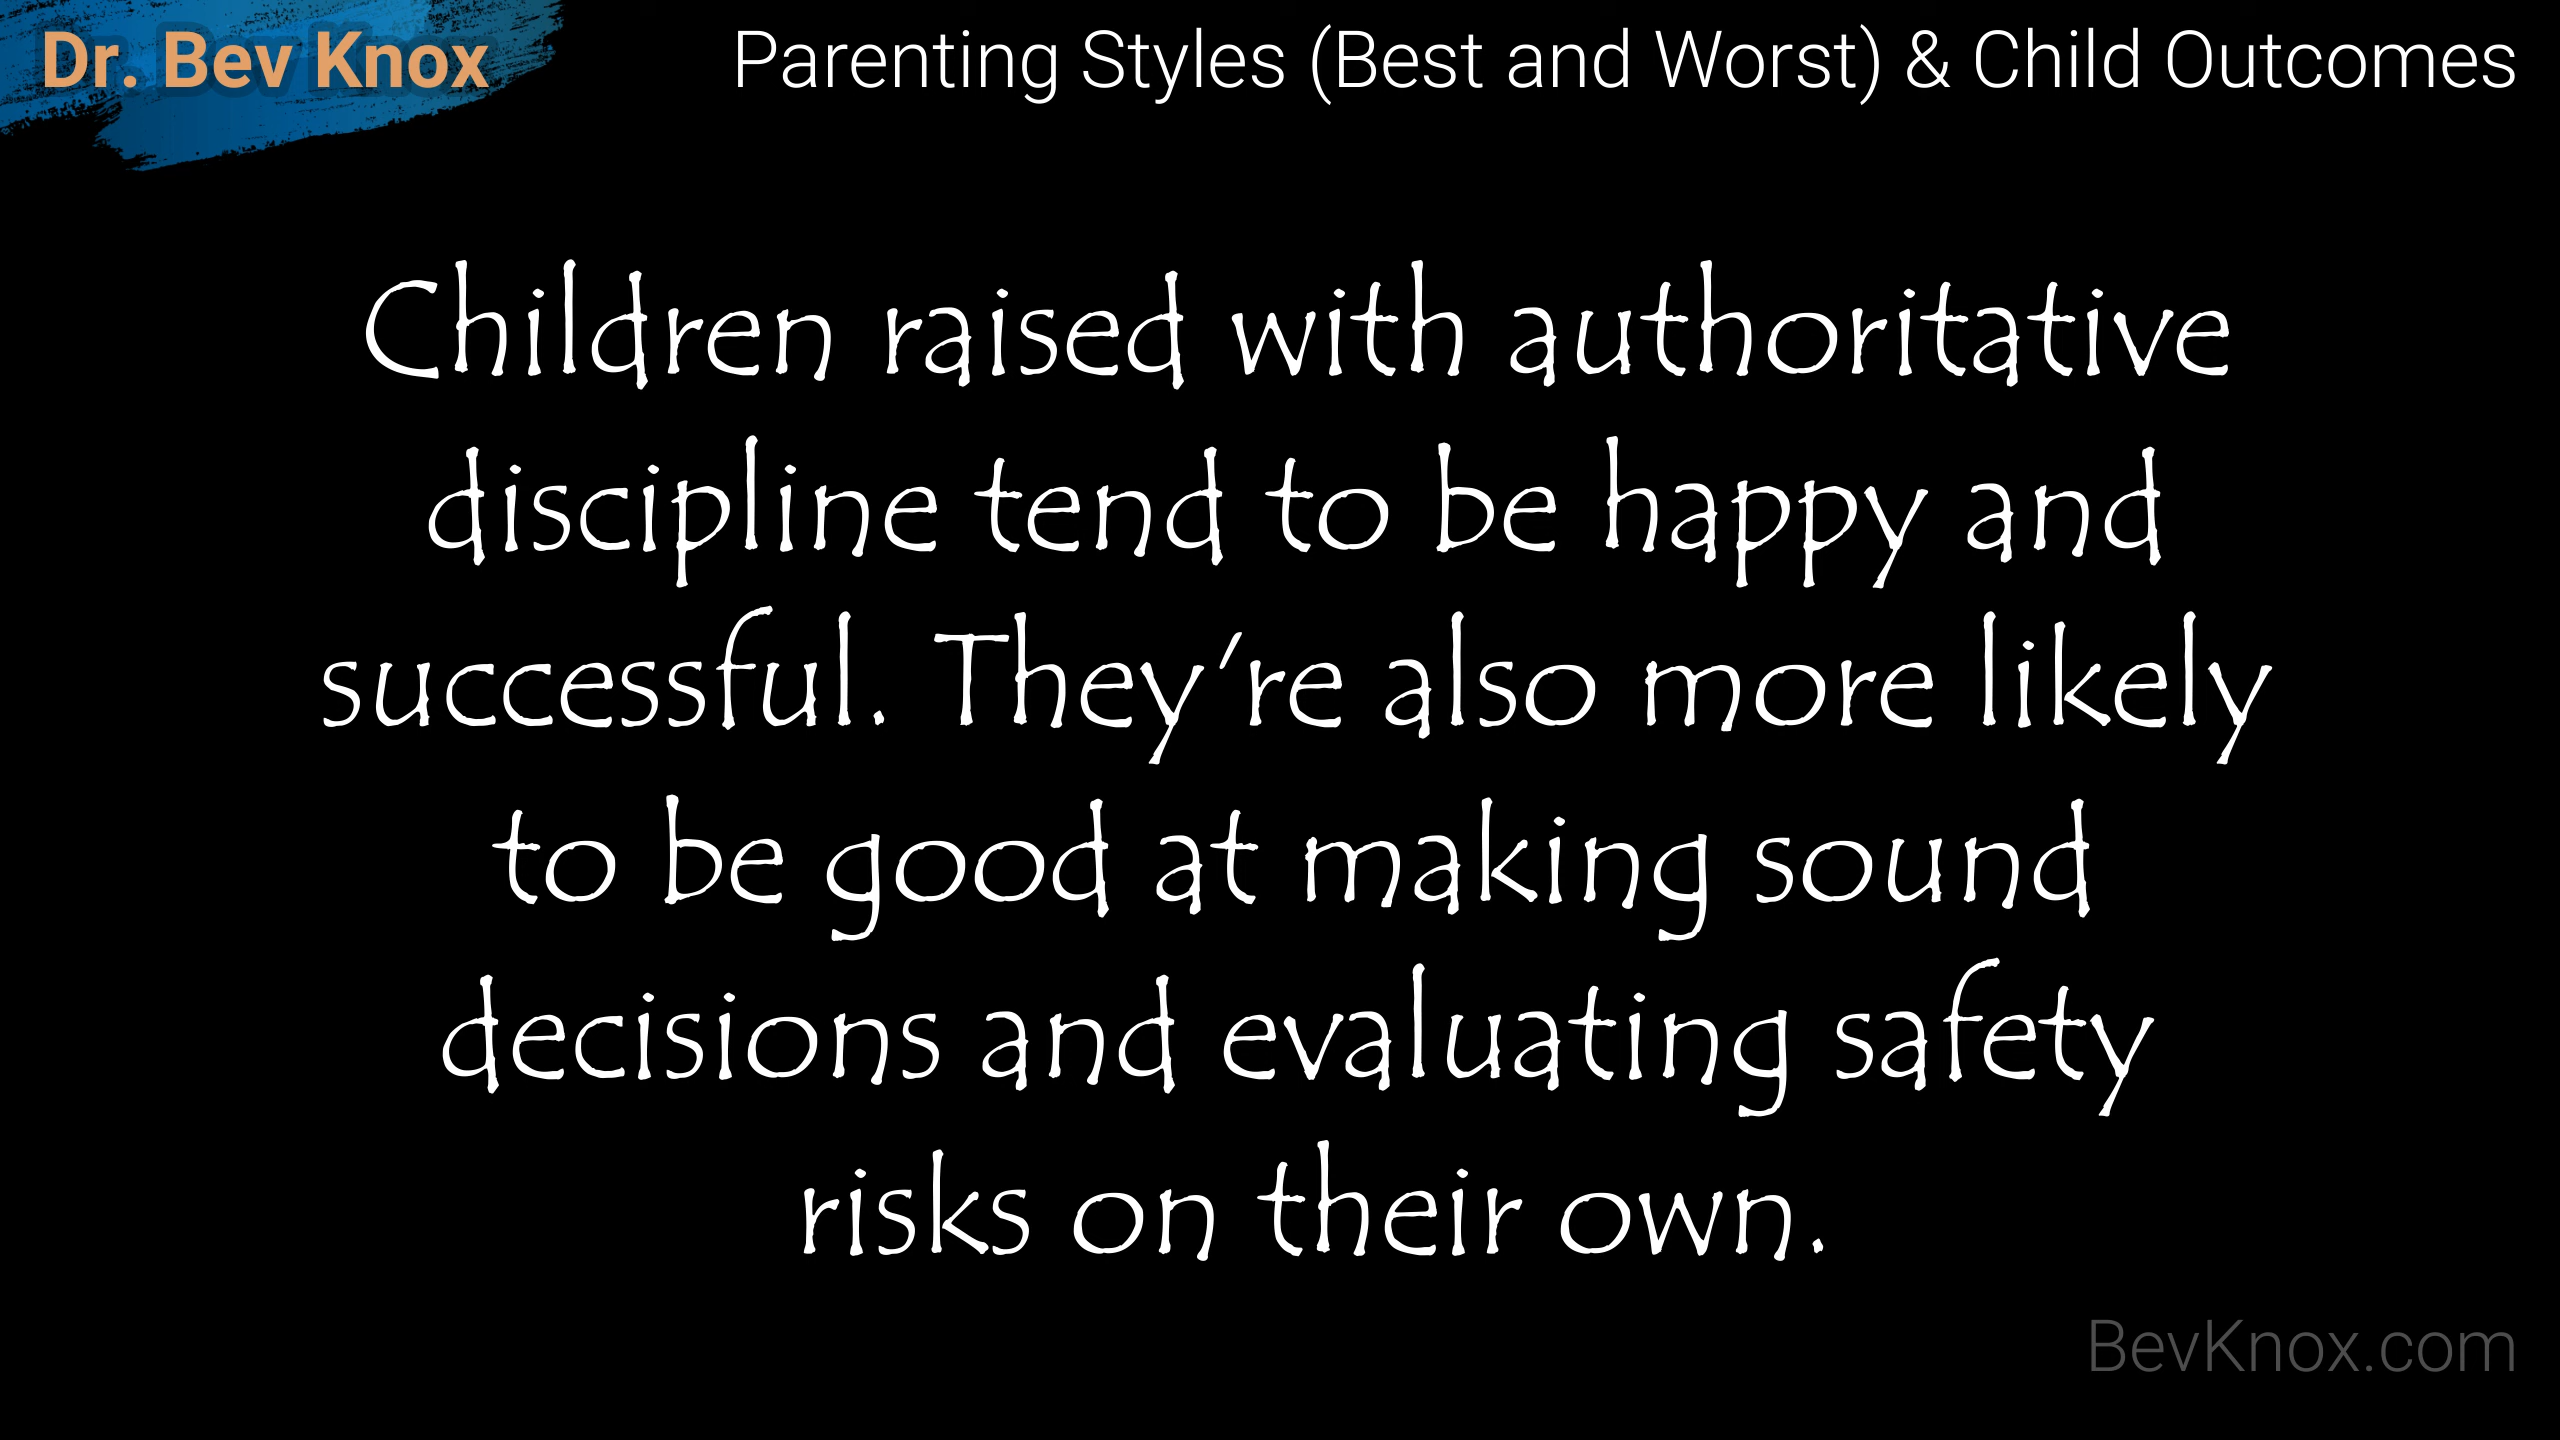 Dr. Bev Knox
Parenting Styles (Best and Worst) & Child Outcomes
Children raised with authoritative
discipline tend to be happy and
successful. They're also more likely
to be good at making sound
decisions and evaluating safety
risks on their own.
BevKnox.com